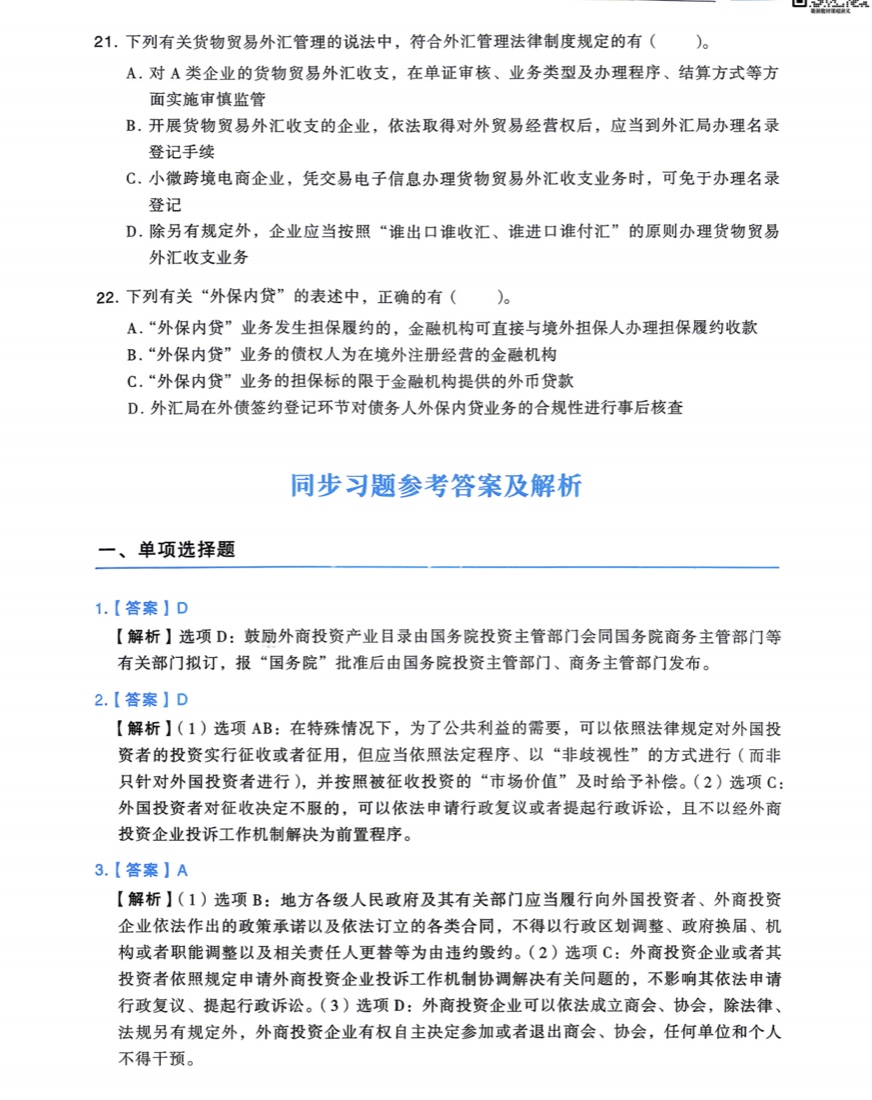 21. 下列有关货物贸易外汇管理的说法中，符合外汇管理法律制度规定的有（　　）。
A. 对 A 类企业的货物贸易外汇收支，在单证审核、业务类型及办理程序、结算方式等方
面实施审慎监管
B. 开展货物贸易外汇收支的企业，依法取得对外贸易经营权后，应当到外汇局办理名录
登记手续
C. 小微跨境电商企业，凭交易电子信息办理货物贸易外汇收支业务时，可免于办理名录
登记
D. 除另有规定外，企业应当按照“谁出口谁收汇、谁进口谁付汇”的原则办理货物贸易
外汇收支业务
22. 下列有关“外保内贷”的表述中，正确的有（　　）。
A. “外保内贷”业务发生担保履约的，金融机构可直接与境外担保人办理担保履约收款
B. “外保内贷”业务的债权人为在境外注册经营的金融机构
C. “外保内贷”业务的担保标的限于金融机构提供的外币贷款
D. 外汇局在外债签约登记环节对债务人外保内贷业务的合规性进行事后核查
同步习题参考答案及解析
一、单项选择题
1.【答案】D
【解析】选项 D：鼓励外商投资产业目录由国务院投资主管部门会同国务院商务主管部门等
有关部门拟订，报“国务院”批准后由国务院投资主管部门、商务主管部门发布。
2.【答案】D
【解析】（1）选项 AB：在特殊情况下，为了公共利益的需要，可以依照法律规定对外国投
资者的投资实行征收或者征用，但应当依照法定程序、以“非歧视性”的方式进行（而非
只针对外国投资者进行），并按照被征收投资的“市场价值”及时给予补偿。（2）选项 C：
外国投资者对征收决定不服的，可以依法申请行政复议或者提起行政诉讼，且不以经外商
投资企业投诉工作机制解决为前置程序。
3.【答案】A
【解析】（1）选项 B：地方各级人民政府及其有关部门应当履行向外国投资者、外商投资
企业依法作出的政策承诺以及依法订立的各类合同，不得以行政区划调整、政府换届、机
构或者职能调整以及相关责任人更替等为由违约毁约。（2）选项 C：外商投资企业或者其
投资者依照规定申请外商投资企业投诉工作机制协调解决有关问题的，不影响其依法申请
行政复议、提起行政诉讼。（3）选项 D：外商投资企业可以依法成立商会、协会，除法律、
法规另有规定外，外商投资企业有权自主决定参加或者退出商会、协会，任何单位和个人
不得干预。